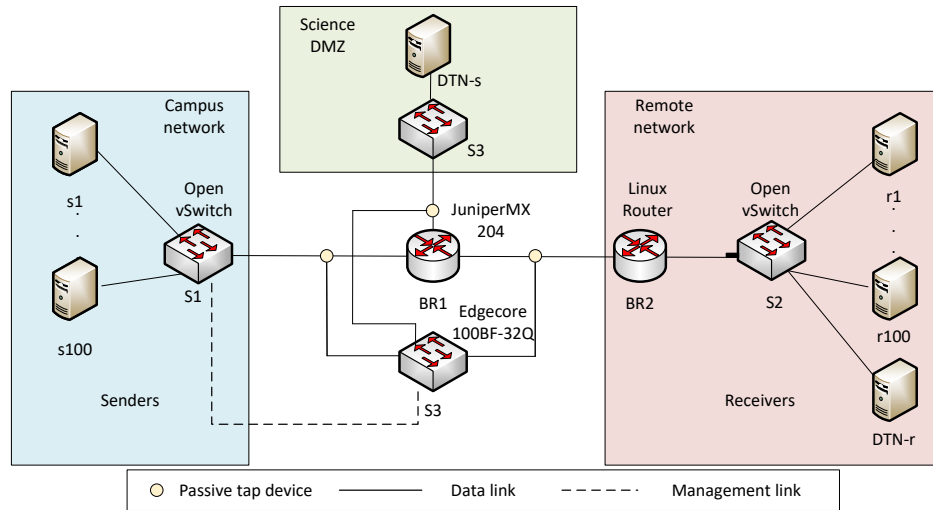 Science
DMZ
DTN-s
S3
Campus
network
s1
.
.
s100
Open
vSwitch
S1
Senders
JuniperMX
204
BR1
Edgecore
100BF-32Q
S3
Remote
network
Linux
Router
BR2
Open
vSwitch
S2
r1
.
.
.
r100
DTN-r
Receivers
Passive tap device
Data link
Management link